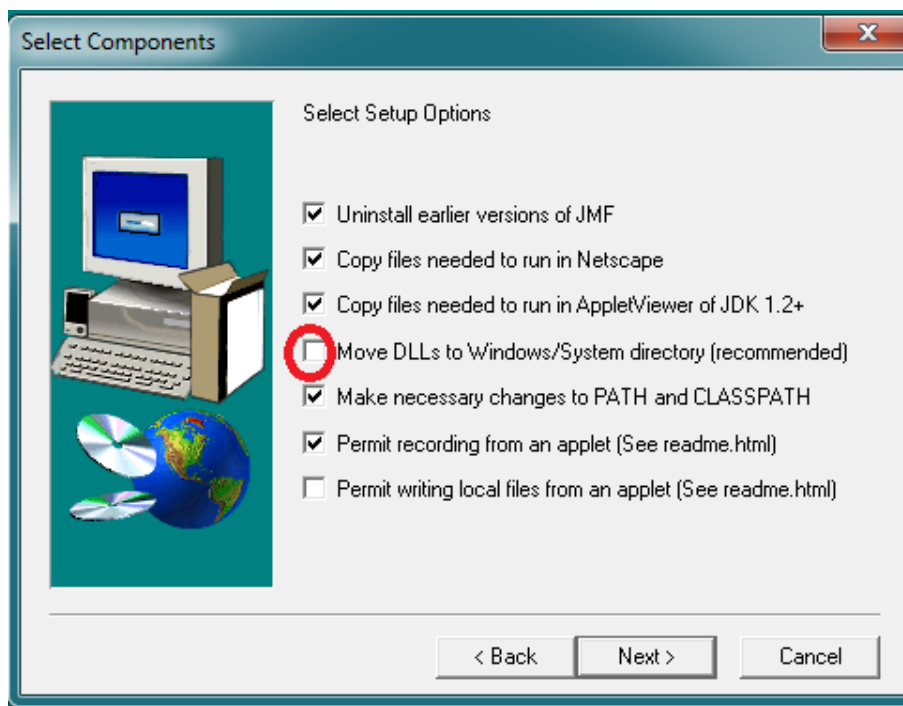 Select Components
Select Setup Options
Uninstall earlier versions of JMF
Copy files needed to run in Netscape
Copy files needed to run in AppletViewer of JDK 1.2+
Move DLLs to Windows/System directory (recommended)
Make necessary changes to PATH and CLASSPATH
Permit recording from an applet (See readme.html)
Permit writing local files from an applet (See readme.html)
< Back Next > Cancel